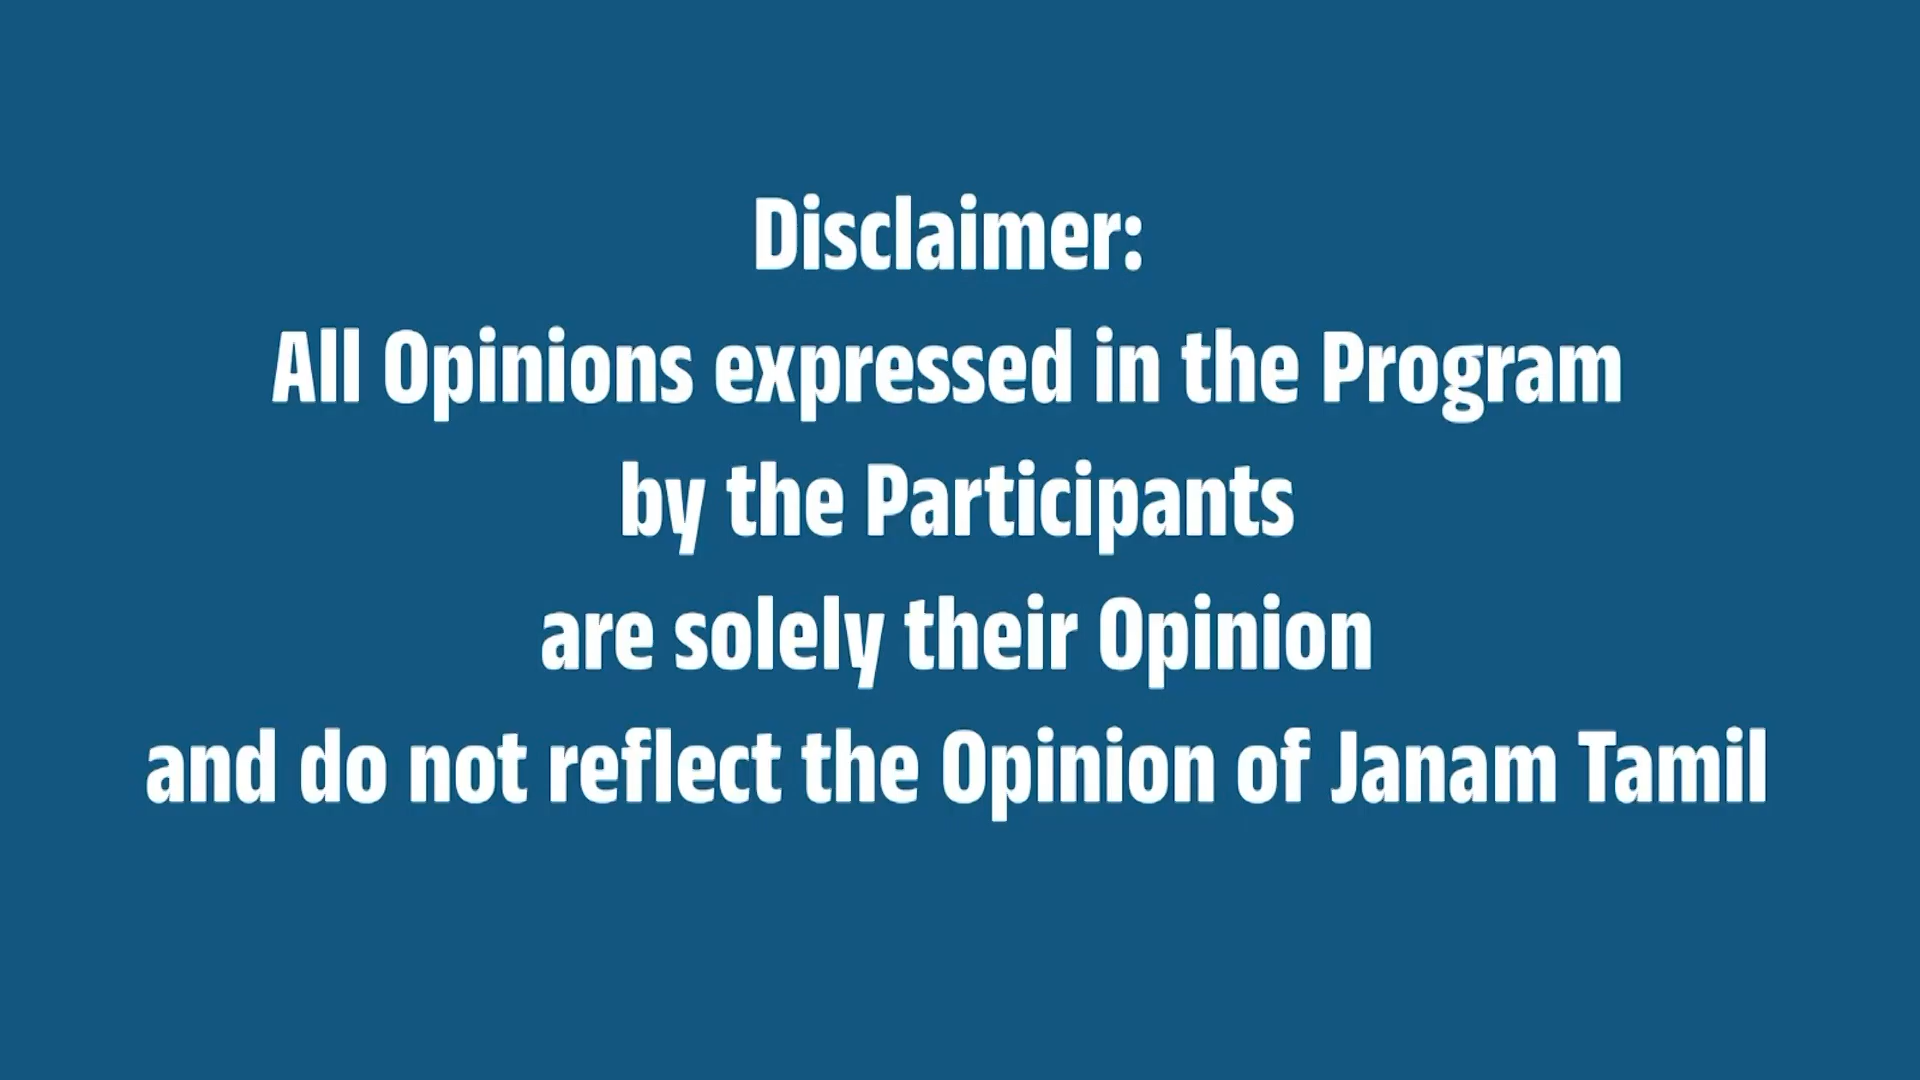 Disclaimer:
All Opinions expressed in the Program
by the Participants
are solely their Opinion
and do not reflect the Opinion of Janam Tamil